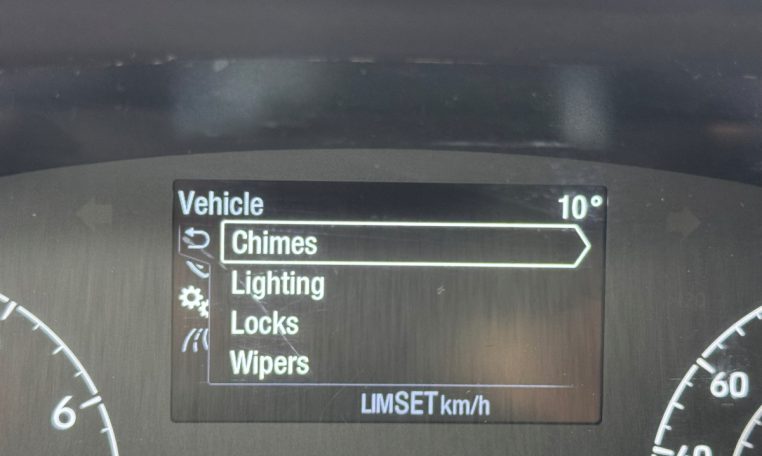 Vehicle 10°
Chimes
Lighting
Locks
Wipers
LIMSET km/h
6
60